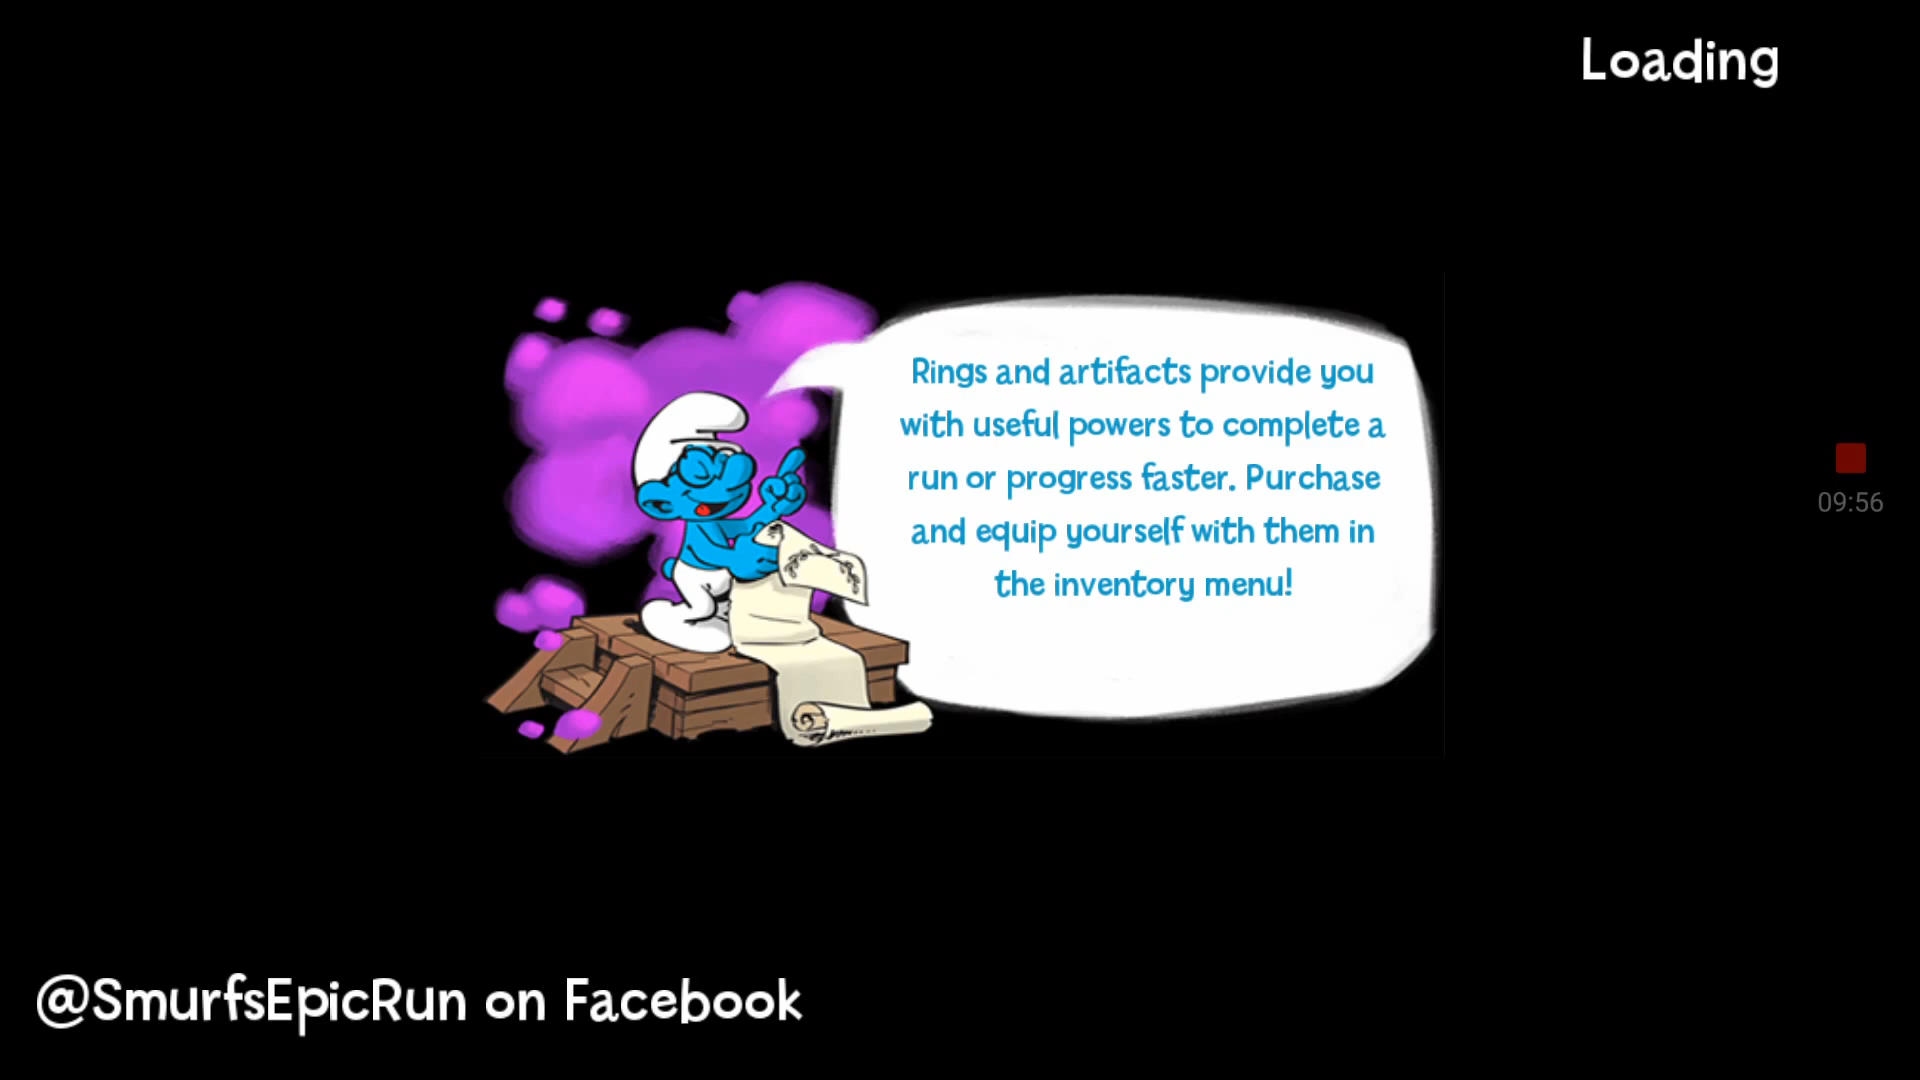 Loading
Rings and artifacts provide you
with useful powers to complete a
run or progress faster. Purchase
and equip yourself with them in
the inventory menu!
09:56
@SmurfsEpicRun on Facebook